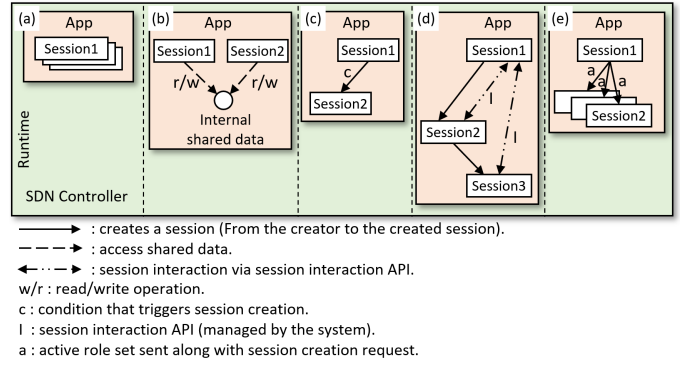 (a)
App
Session1
(b)
App
Session1
Session2
r/w
r/w
Internal
shared data
(c)
App
Session1
c
Session2
(d)
App
Session1
I
Session2
I
Session3
(e)
App
Session1
a
a
a
Session2
Runtime
SDN Controller
: creates a session (From the creator to the created session).
: access shared data.
: session interaction via session interaction API.
w/r : read/write operation.
c : condition that triggers session creation.
I : session interaction API (managed by the system).
a : active role set sent along with session creation request.